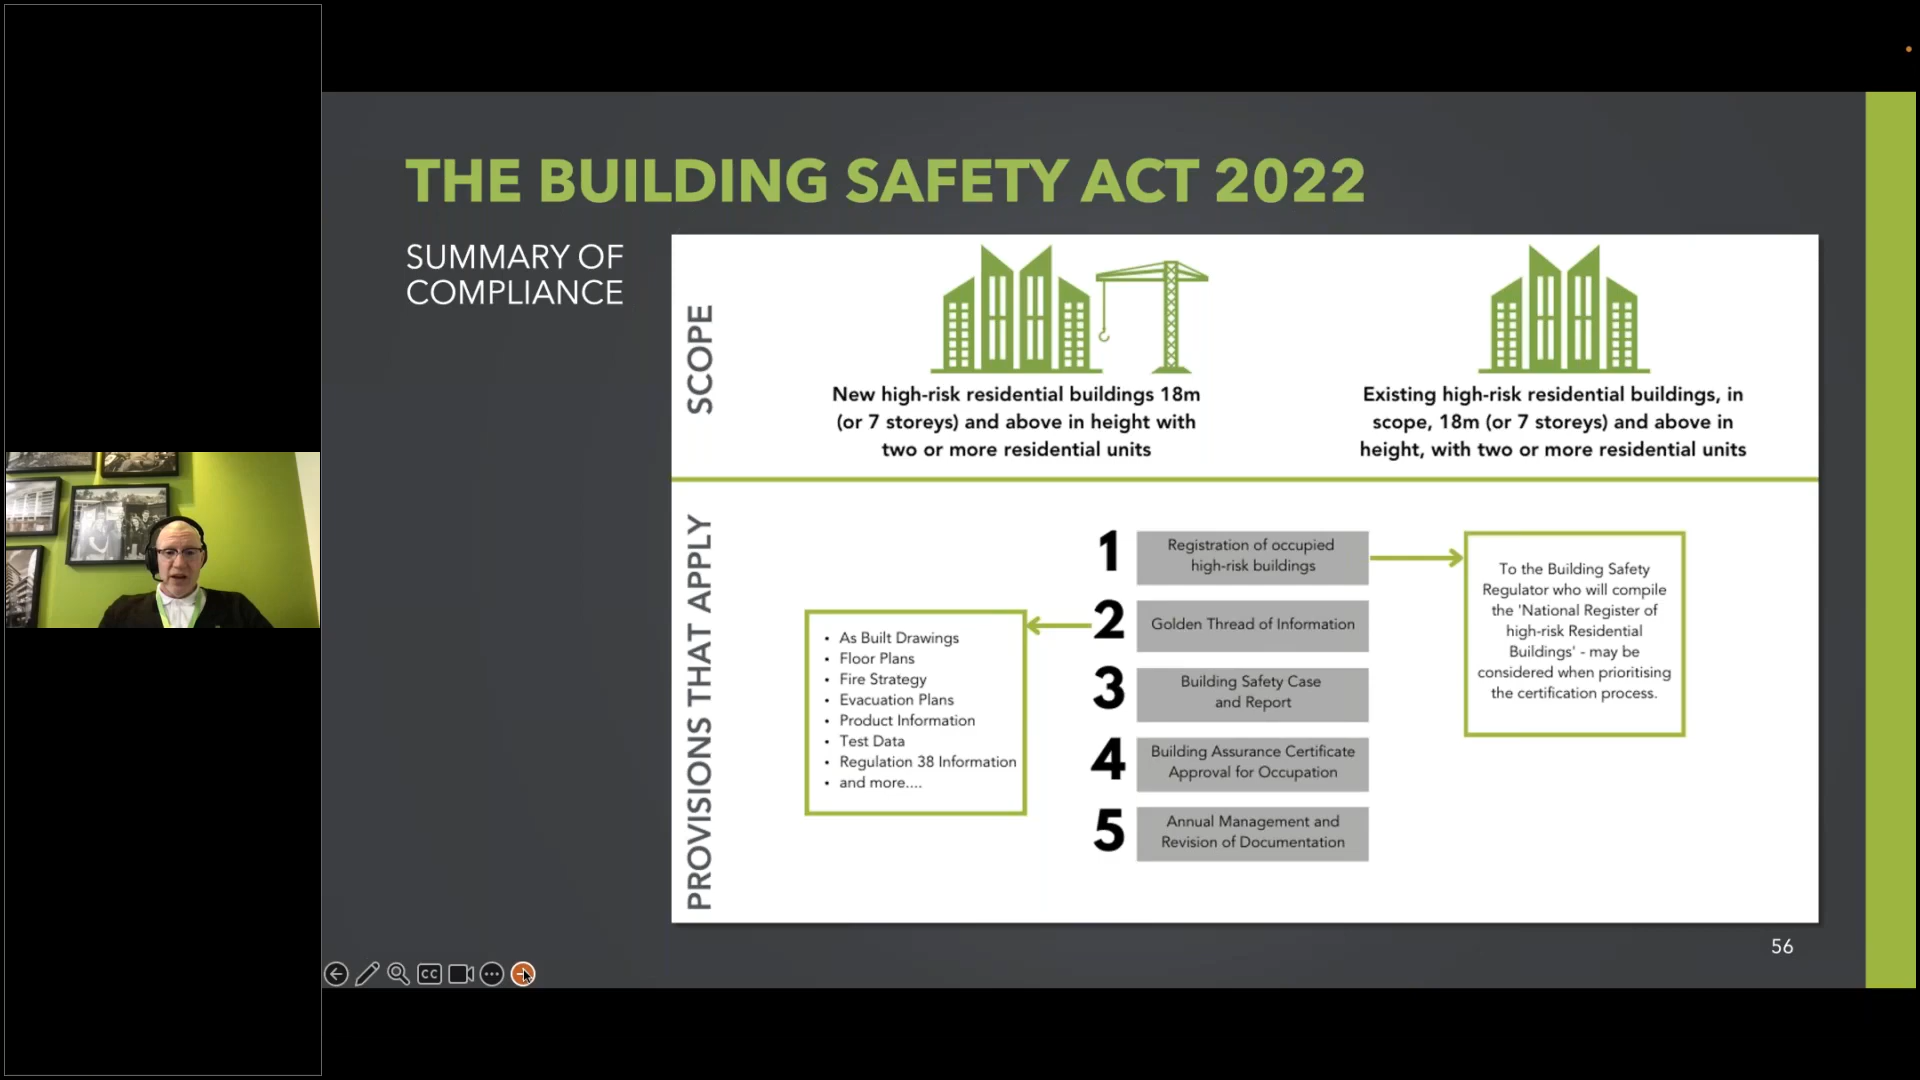 THE BUILDING SAFETY ACT 2022
SUMMARY OF
COMPLIANCE
SCOPE
New high-risk residential buildings 18m
(or 7 storeys) and above in height with
two or more residential units
Existing high-risk residential buildings, in
scope, 18m (or 7 storeys) and above in
height, with two or more residential units
PROVISIONS THAT APPLY
1
Registration of occupied
high-risk buildings
To the Building Safety
Regulator who will compile
the 'National Register of
high-risk Residential
Buildings' - may be
considered when prioritising
the certification process.
2
Golden Thread of Information
• As Built Drawings
• Floor Plans
• Fire Strategy
• Evacuation Plans
• Product Information
• Test Data
• Regulation 38 Information
• and more....
3
Building Safety Case
and Report
4
Building Assurance Certificate
Approval for Occupation
5
Annual Management and
Revision of Documentation
56
CC